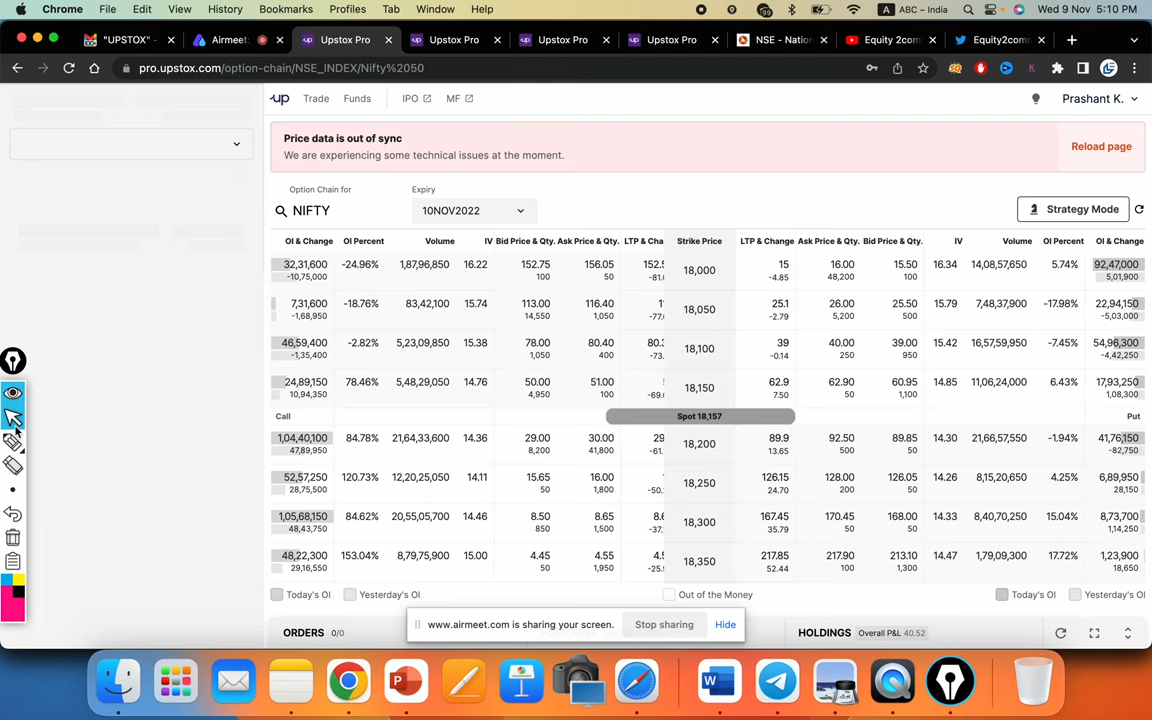 Chrome File Edit View History Bookmarks Profiles Tab Window Help A ABC – India Wed 9 Nov 5:10 PM
"UPSTOX" - Airmeet: Upstox Pro Upstox Pro Upstox Pro Upstox Pro NSE - Nation Equity 2com Twitter Equity2comm
pro.upstox.com/option-chain/NSE_INDEX/Nifty%2050
up Trade Funds IPO MF Prashant K.
Price data is out of sync
We are experiencing some technical issues at the moment.
Reload page
Option Chain for Expiry
NIFTY 10NOV2022 Strategy Mode
OI & Change OI Percent Volume IV Bid Price & Qty. Ask Price & Qty. LTP & Cha Strike Price LTP & Change Ask Price & Qty. Bid Price & Qty. IV Volume OI Percent OI & Change
32,31,600 -24.96% 1,87,96,850 16.22 152.75 156.05 152.5 18,000 15 16.00 15.50 16.34 14,08,57,650 5.74% 92,47,000
-10,75,000 100 50 -81. -4.85 48,200 100 5,01,900
7,31,600 -18.76% 83,42,100 15.74 113.00 116.40 18,050 25.1 26.00 25.50 15.79 7,48,37,900 -17.98% 22,94,150
-1,68,950 14,550 1,050 -77. -2.79 5,200 500 -5,03,000
46,59,400 -2.82% 5,23,09,850 15.38 78.00 80.40 80.3 18,100 39 40.00 39.00 15.42 16,57,59,950 -7.45% 54,96,300
-1,35,400 1,050 400 -73. -0.14 250 950 -4,42,250
24,89,150 78.46% 5,48,29,050 14.76 50.00 51.00 18,150 62.9 62.90 60.95 14.85 11,06,24,000 6.43% 17,93,250
10,94,350 4,950 100 -69. 7.50 50 1,100 1,08,300
Call Spot 18,157 Put
1,04,40,100 84.78% 21,64,33,600 14.36 29.00 30.00 29 18,200 89.9 92.50 89.85 14.30 21,66,57,550 -1.94% 41,76,150
47,89,950 8,200 41,800 -61. 13.65 500 50 -82,750
52,57,250 120.73% 12,20,25,050 14.11 15.65 16.00 18,250 126.15 128.00 126.05 14.26 8,15,20,650 4.25% 6,89,950
28,75,500 50 1,800 -50. 24.70 200 50 28,150
1,05,68,150 84.62% 20,55,05,700 14.46 8.50 8.65 8.6 18,300 167.45 170.45 168.00 14.33 8,40,70,250 15.04% 8,73,700
48,43,750 850 1,500 -37. 35.79 50 50 1,14,250
48,22,300 153.04% 8,79,75,900 15.00 4.45 4.55 4.5 18,350 217.85 217.90 213.10 14.47 1,79,09,300 17.72% 1,23,900
29,16,550 50 1,950 -25. 52.44 100 1,300 18,650
Today's OI Yesterday's OI Out of the Money Today's OI Yesterday's OI
www.airmeet.com is sharing your screen. Stop sharing Hide
ORDERS 0/0 HOLDINGS Overall P&L 40.52